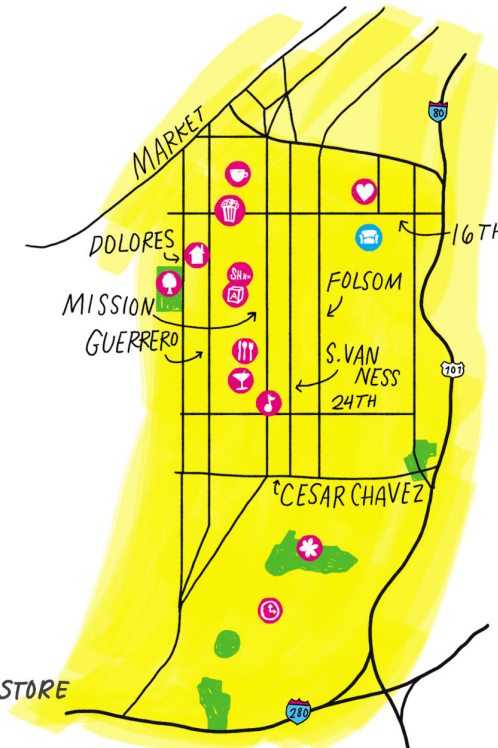 80
MARKET
16TH
DOLORES
SH
FOLSOM
A
MISSION
GUERRERO
S. VAN
NESS
24TH
101
CESAR CHAVEZ
STORE
280